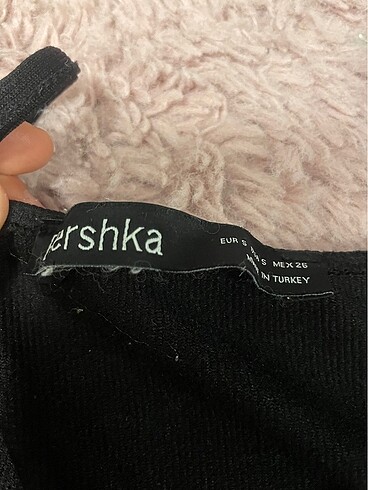 ershka
EUR S
S MEX 26
IN TURKEY